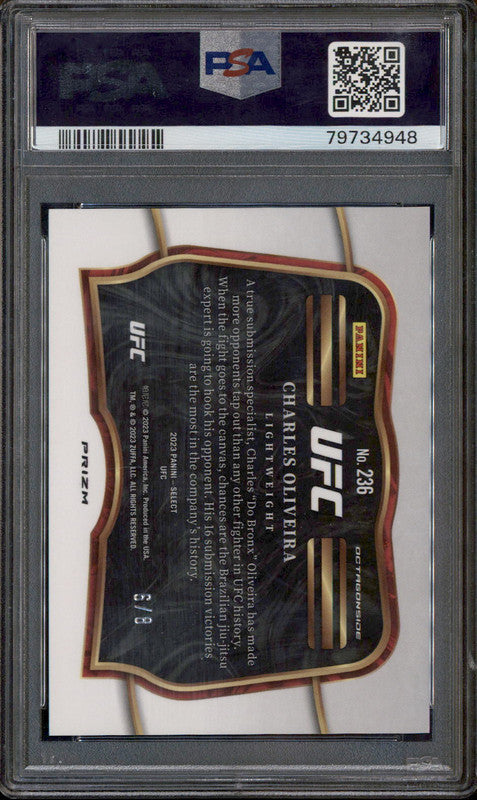 PSA
PSA
79734948
PANINI
No. 236
OCTAGONSIDE
UFC
CHARLES OLIVEIRA
LIGHTWEIGHT
A true submission specialist, Charles "Do Bronx" Oliveira has made
more opponents tap out than any other fighter in UFC history.
When the fight goes to the canvas, chances are the Brazilian jiu-jitsu
expert is going to hook his opponent. His 16 submission victories
are the most in the company's history.
2023 PANINI – SELECT
UFC
6/8
UFC
© 2023 Panini America, Inc. Produced in the USA.
TM, ® & © 2023 ZUFFA, LLC. ALL RIGHTS RESERVED.
PRIZM